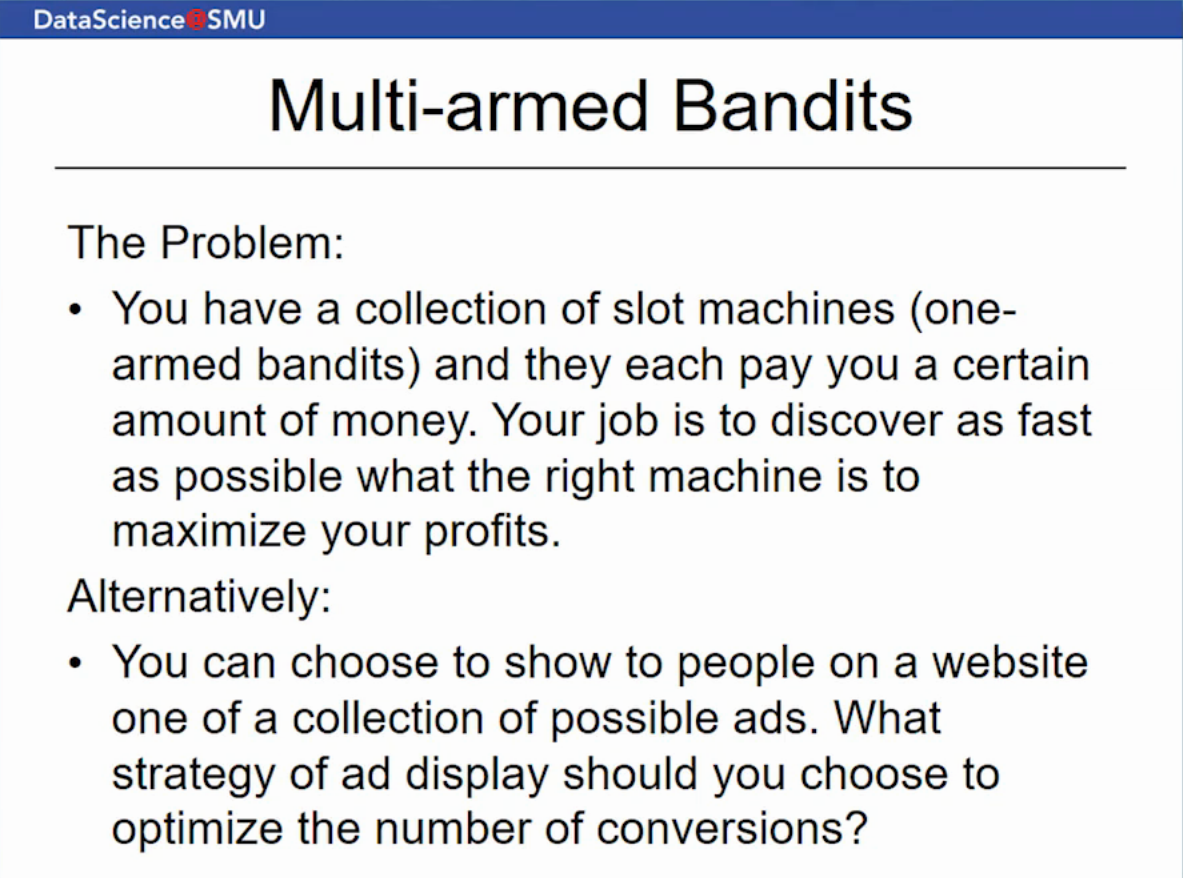 DataScience@SMU
Multi-armed Bandits
The Problem:
• You have a collection of slot machines (one-
armed bandits) and they each pay you a certain
amount of money. Your job is to discover as fast
as possible what the right machine is to
maximize your profits.
Alternatively:
• You can choose to show to people on a website
one of a collection of possible ads. What
strategy of ad display should you choose to
optimize the number of conversions?